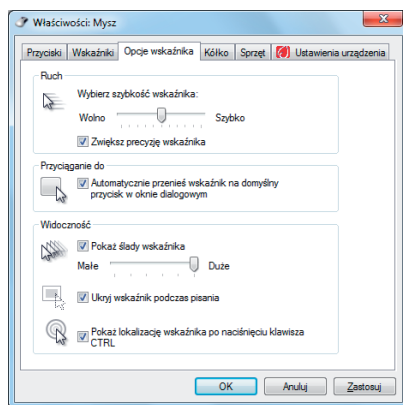 Właściwości: Mysz
Przyciski Wskaźniki Opcje wskaźnika Kółko Sprzęt Ustawienia urządzenia
Ruch
Wybierz szybkość wskaźnika:
Wolno Szybko
Zwiększ precyzję wskaźnika
Przyciąganie do
Automatycznie przenieś wskaźnik na domyślny
przycisk w oknie dialogowym
Widoczność
Pokaż ślady wskaźnika
Małe Duże
Ukryj wskaźnik podczas pisania
Pokaż lokalizację wskaźnika po naciśnięciu klawisza
CTRL
OK Anuluj Zastosuj